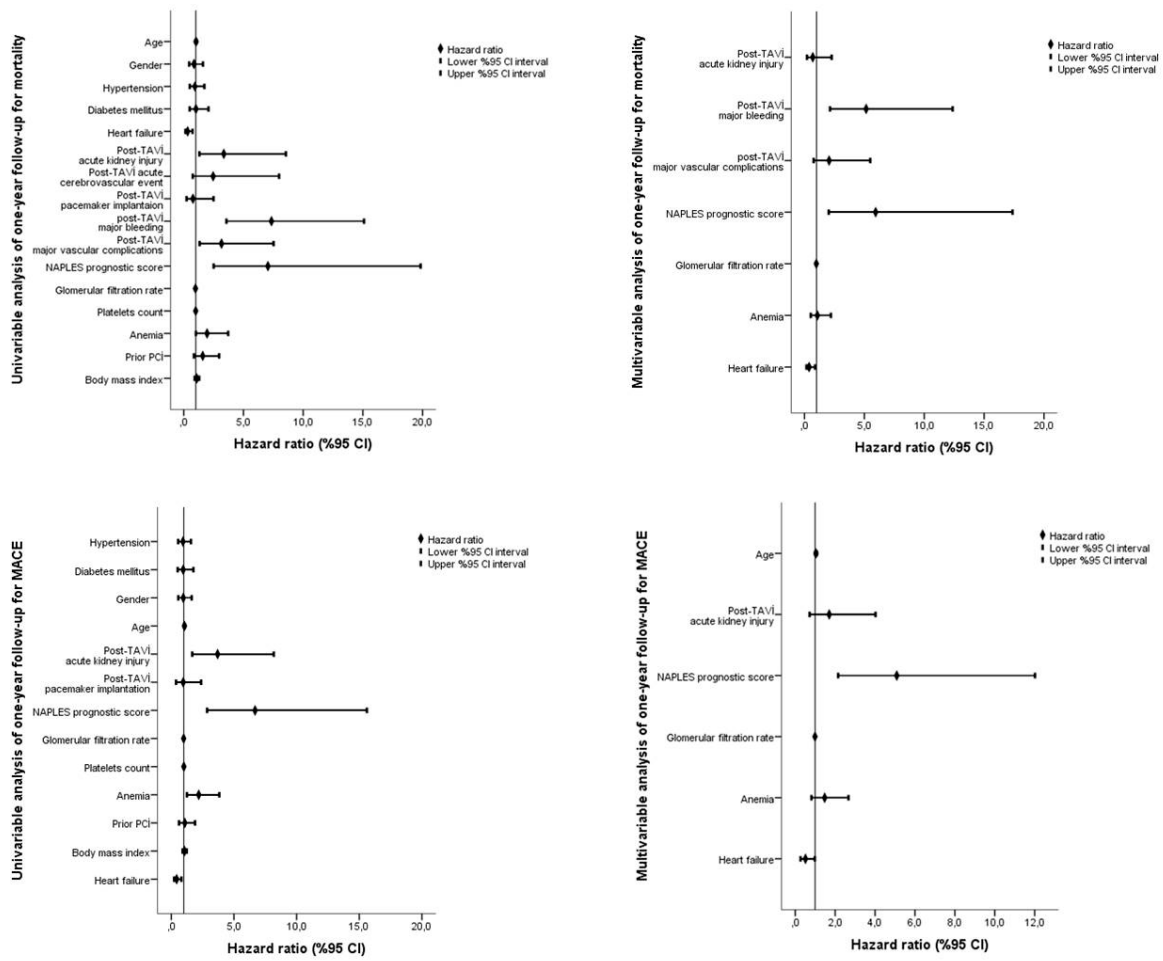 Univariable analysis of one-year follow-up for mortality
Age
Gender
Hypertension
Diabetes mellitus
Heart failure
Post-TAVİ
acute kidney injury
Post-TAVİ acute
cerebrovascular event
Post-TAVİ
pacemaker implantaion
post-TAVİ
major bleeding
Post-TAVİ
major vascular complications
NAPLES prognostic score
Glomerular filtration rate
Platelets count
Anemia
Prior PCİ
Body mass index
,0 5,0 10,0 15,0 20,0
Hazard ratio (%95 CI)
Hazard ratio
Lower %95 CI interval
Upper %95 CI interval
Multivariable analysis of one-year follw-up for mortality
Post-TAVİ
acute kidney injury
Post-TAVİ
major bleeding
post-TAVİ
major vascular complications
NAPLES prognostic score
Glomerular filtration rate
Anemia
Heart failure
,0 5,0 10,0 15,0 20,0
Hazard ratio (%95 CI)
Hazard ratio
Lower %95 CI interval
Upper %95 CI interval
Univariable analysis of one-year follow-up for MACE
Hypertension
Diabetes mellitus
Gender
Age
Post-TAVİ
acute kidney injury
Post-TAVİ
pacemaker implantation
NAPLES prognostic score
Glomerular filtration rate
Platelets count
Anemia
Prior PCİ
Body mass index
Heart failure
,0 5,0 10,0 15,0 20,0
Hazard ratio (%95 CI)
Hazard ratio
Lower %95 CI interval
Upper %95 CI interval
Multivariable analysis of one-year follow-up for MACE
Age
Post-TAVİ
acute kidney injury
NAPLES prognostic score
Glomerular filtration rate
Anemia
Heart failure
,0 2,0 4,0 6,0 8,0 10,0 12,0
Hazard ratio (%95 CI)
Hazard ratio
Lower %95 CI interval
Upper %95 CI interval